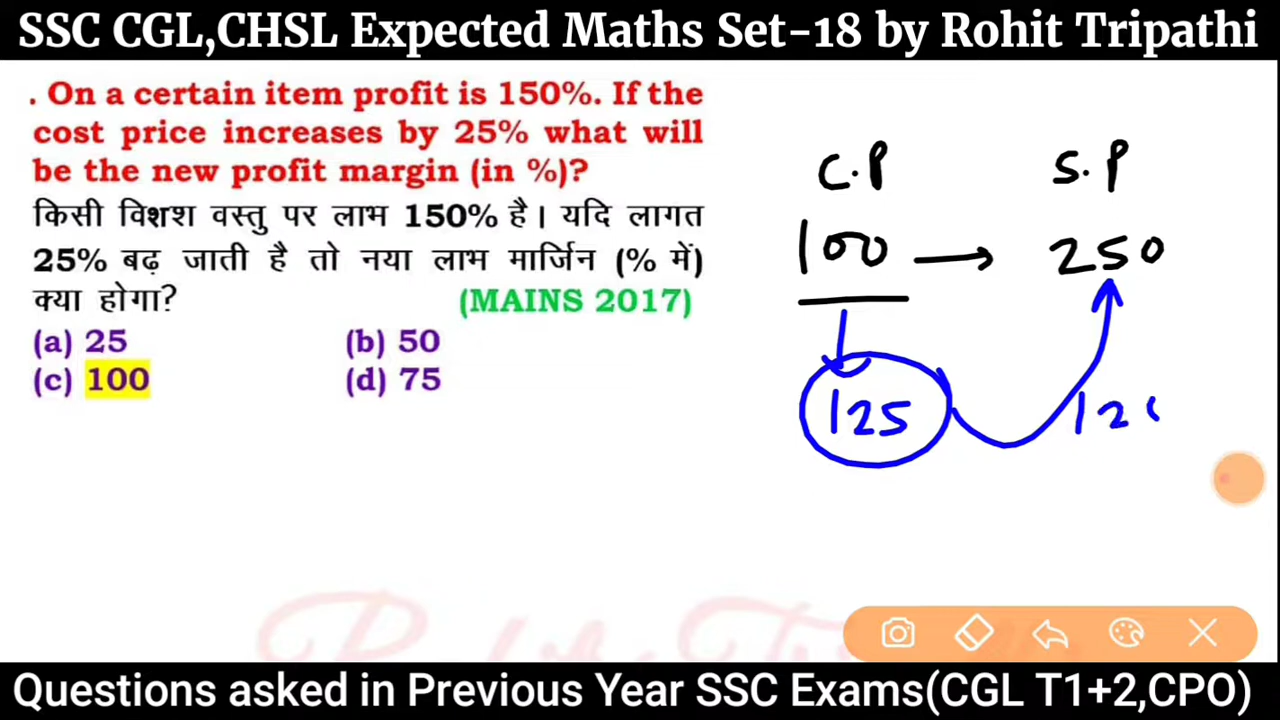 SSC CGL,CHSL Expected Maths Set-18 by Rohit Tripathi
. On a certain item profit is 150%. If the
cost price increases by 25% what will
be the new profit margin (in %)?
किसी विशश वस्तु पर लाभ 150% है। यदि लागत
25% बढ़ जाती है तो नया लाभ मार्जिन (% में)
क्या होगा?
(MAINS 2017)
(a) 25
(b) 50
(c) 100
(d) 75
C.P
S.P
100 → 250
125
Questions asked in Previous Year SSC Exams(CGL T1+2,CPO)